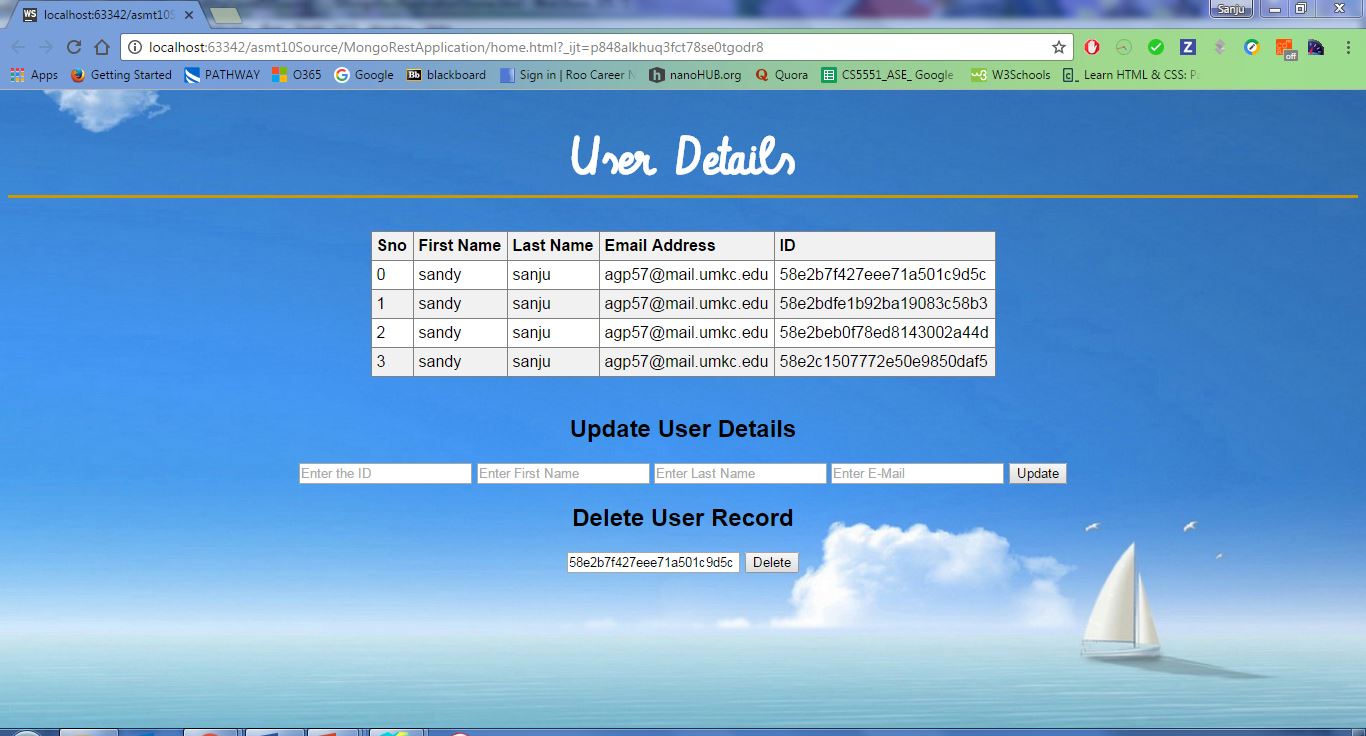 WS localhost:63342/asmt10S
Sanju
localhost:63342/asmt10Source/MongoRestApplication/home.html?_ijt=p848alkhuq3fct78se0tgodr8
Z off
Apps Getting Started PATHWAY O365 Google Bb blackboard Sign in | Roo Career N h nanoHUB.org Q Quora CS5551_ASE_ Google W3Schools Learn HTML & CSS:
User Details
Sno First Name Last Name Email Address ID
0 sandy sanju agp57@mail.umkc.edu 58e2b7f427eee71a501c9d5c
1 sandy sanju agp57@mail.umkc.edu 58e2bdfe1b92ba19083c58b3
2 sandy sanju agp57@mail.umkc.edu 58e2beb0f78ed8143002a44d
3 sandy sanju agp57@mail.umkc.edu 58e2c1507772e50e9850daf5
Update User Details
Enter the ID Enter First Name Enter Last Name Enter E-Mail Update
Delete User Record
58e2b7f427eee71a501c9d5c Delete